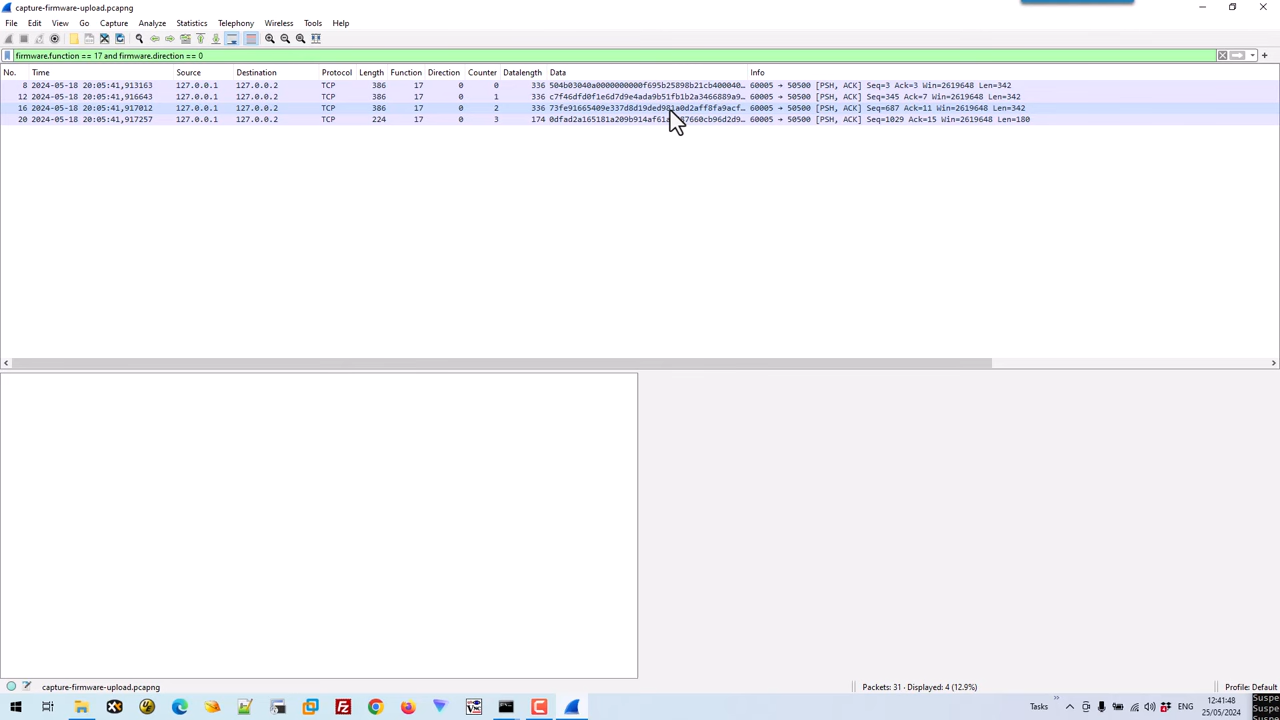 capture-firmware-upload.pcapng
File Edit View Go Capture Analyze Statistics Telephony Wireless Tools Help
firmware.function == 17 and firmware.direction == 0
No. Time Source Destination Protocol Length Function Direction Counter Datalength Data Info
8 2024-05-18 20:05:41,913163 127.0.0.1 127.0.0.2 TCP 386 17 0 0 336 504b03040a0000000000f695b25898b21cb400040… 60005 → 50500 [PSH, ACK] Seq=3 Ack=3 Win=2619648 Len=342
12 2024-05-18 20:05:41,916643 127.0.0.1 127.0.0.2 TCP 386 17 0 1 336 c7f46dfd0f1e6d7d9e4ada9b51fb1b2a3466889a9… 60005 → 50500 [PSH, ACK] Seq=345 Ack=7 Win=2619648 Len=342
16 2024-05-18 20:05:41,917012 127.0.0.1 127.0.0.2 TCP 386 17 0 2 336 73fe91665409e337d8d19ded981a0d2aff8fa9acf… 60005 → 50500 [PSH, ACK] Seq=687 Ack=11 Win=2619648 Len=342
20 2024-05-18 20:05:41,917257 127.0.0.1 127.0.0.2 TCP 224 17 0 3 174 60005 → 50500 [PSH, ACK] Seq=1029 Ack=15 Win=2619648 Len=180
capture-firmware-upload.pcapng Packets: 31 · Displayed: 4 (12.9%) Profile: Default
Tasks ENG 12:41:48
25/05/2024
Suspe
Suspe